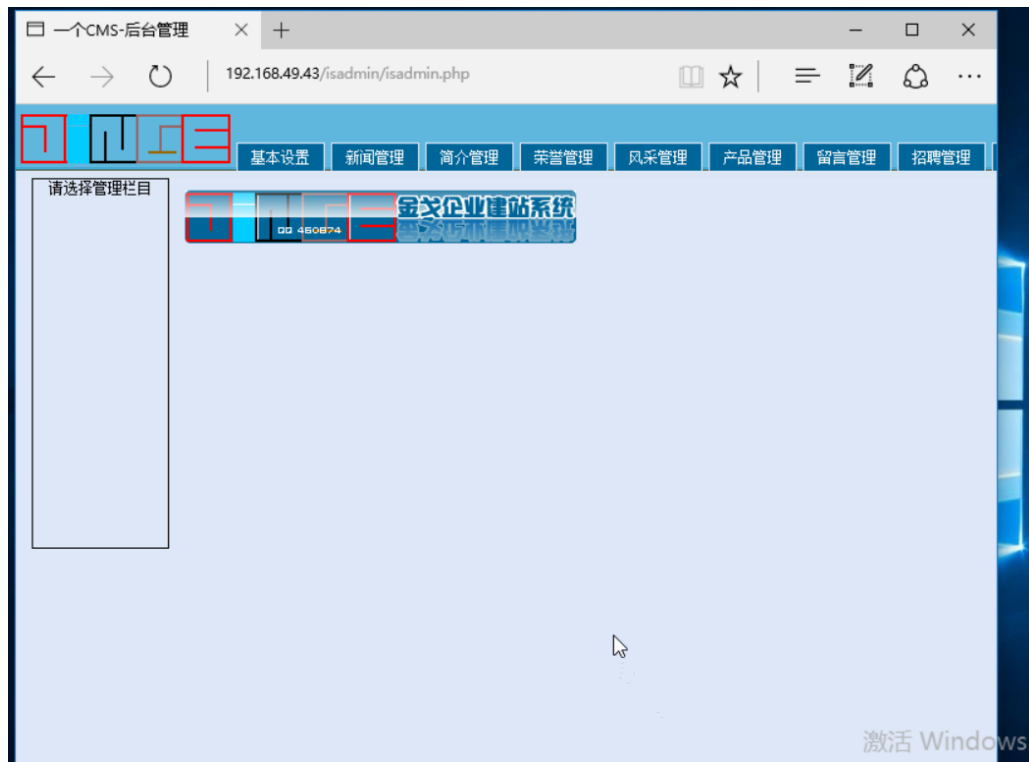 一个CMS-后台管理
192.168.49.43/isadmin/isadmin.php
JINGE
基本设置 新闻管理 简介管理 荣誉管理 风采管理 产品管理 留言管理 招聘管理
请选择管理栏目
金戈企业建站系统
QQ 460874
激活 Windows